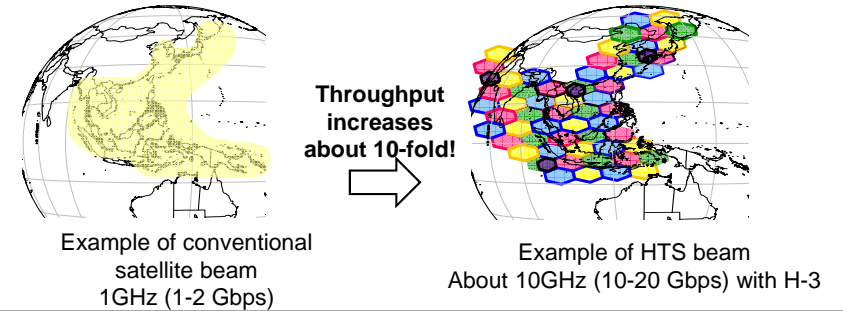 Throughput
increases
about 10-fold!
Example of conventional
satellite beam
1GHz (1-2 Gbps)
Example of HTS beam
About 10GHz (10-20 Gbps) with H-3